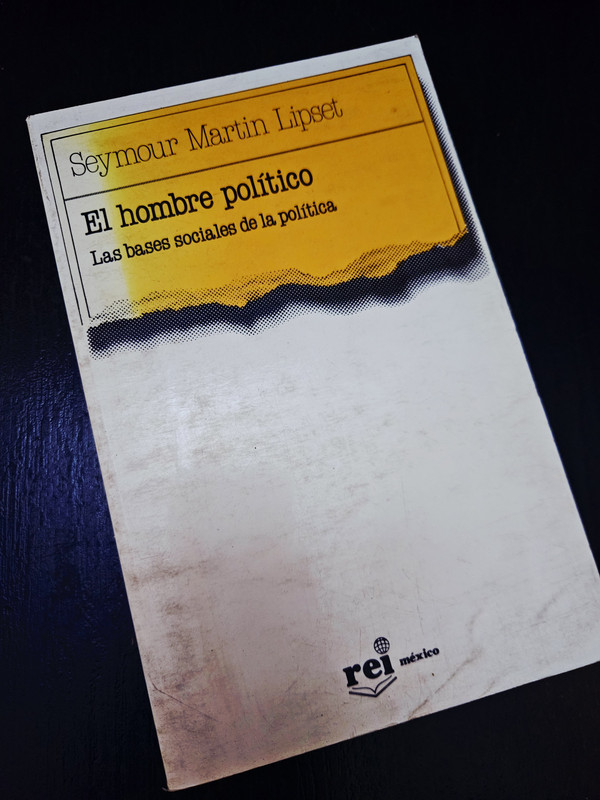 Seymour Martin Lipset
El hombre político
Las bases sociales de la política
rei méxico